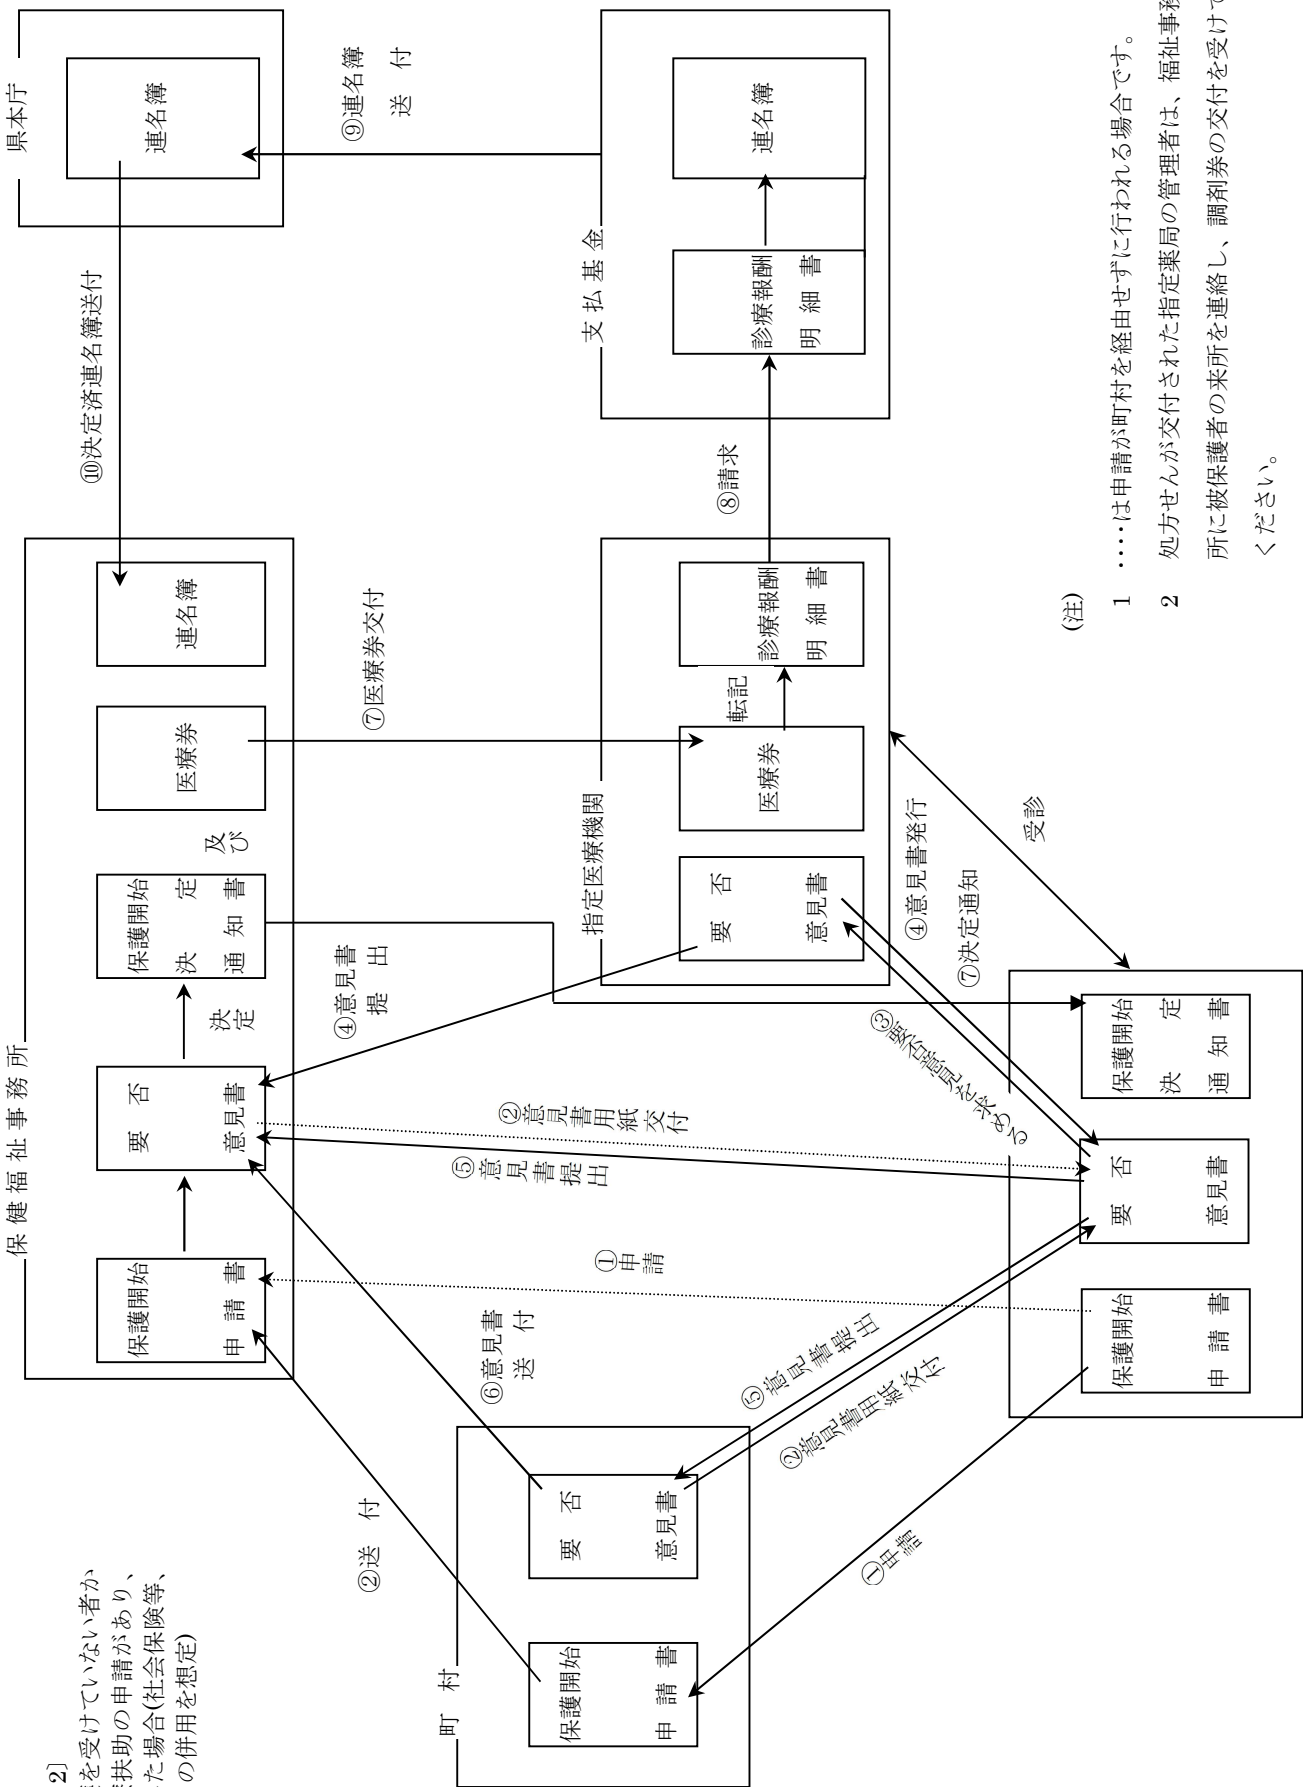 2]
を受けていない者か
扶助の申請があり、
た場合(社会保険等、
の併用を想定)
保健福祉事務所
保護開始
申請書
要否
意見書
決定
保護開始
決定
通知書
及び
医療券
連名簿
県本庁
連名簿
⑩決定済連名簿送付
⑨連名簿
送付
⑦医療券交付
④意見書
提出
②意見書用紙交付
⑤意見書提出
①申請
⑥意見書
送付
②送付
町村
保護開始
申請書
要否
意見書
⑤意見書提出
②意見書用紙交付
①申請
指定医療機関
要否
意見書
医療券
転記
診療報酬
明細書
⑧請求
支払基金
診療報酬
明細書
連名簿
③要否意見を求める
④意見書発行
⑦決定通知
受診
保護開始
申請書
要否
意見書
保護開始
決定
通知書
(注)
1 ‥‥は申請が町村を経由せずに行われる場合です。
2 処方せんが交付された指定薬局の管理者は、福祉事務
所に被保護者の来所を連絡し、調剤券の交付を受けて
ください。